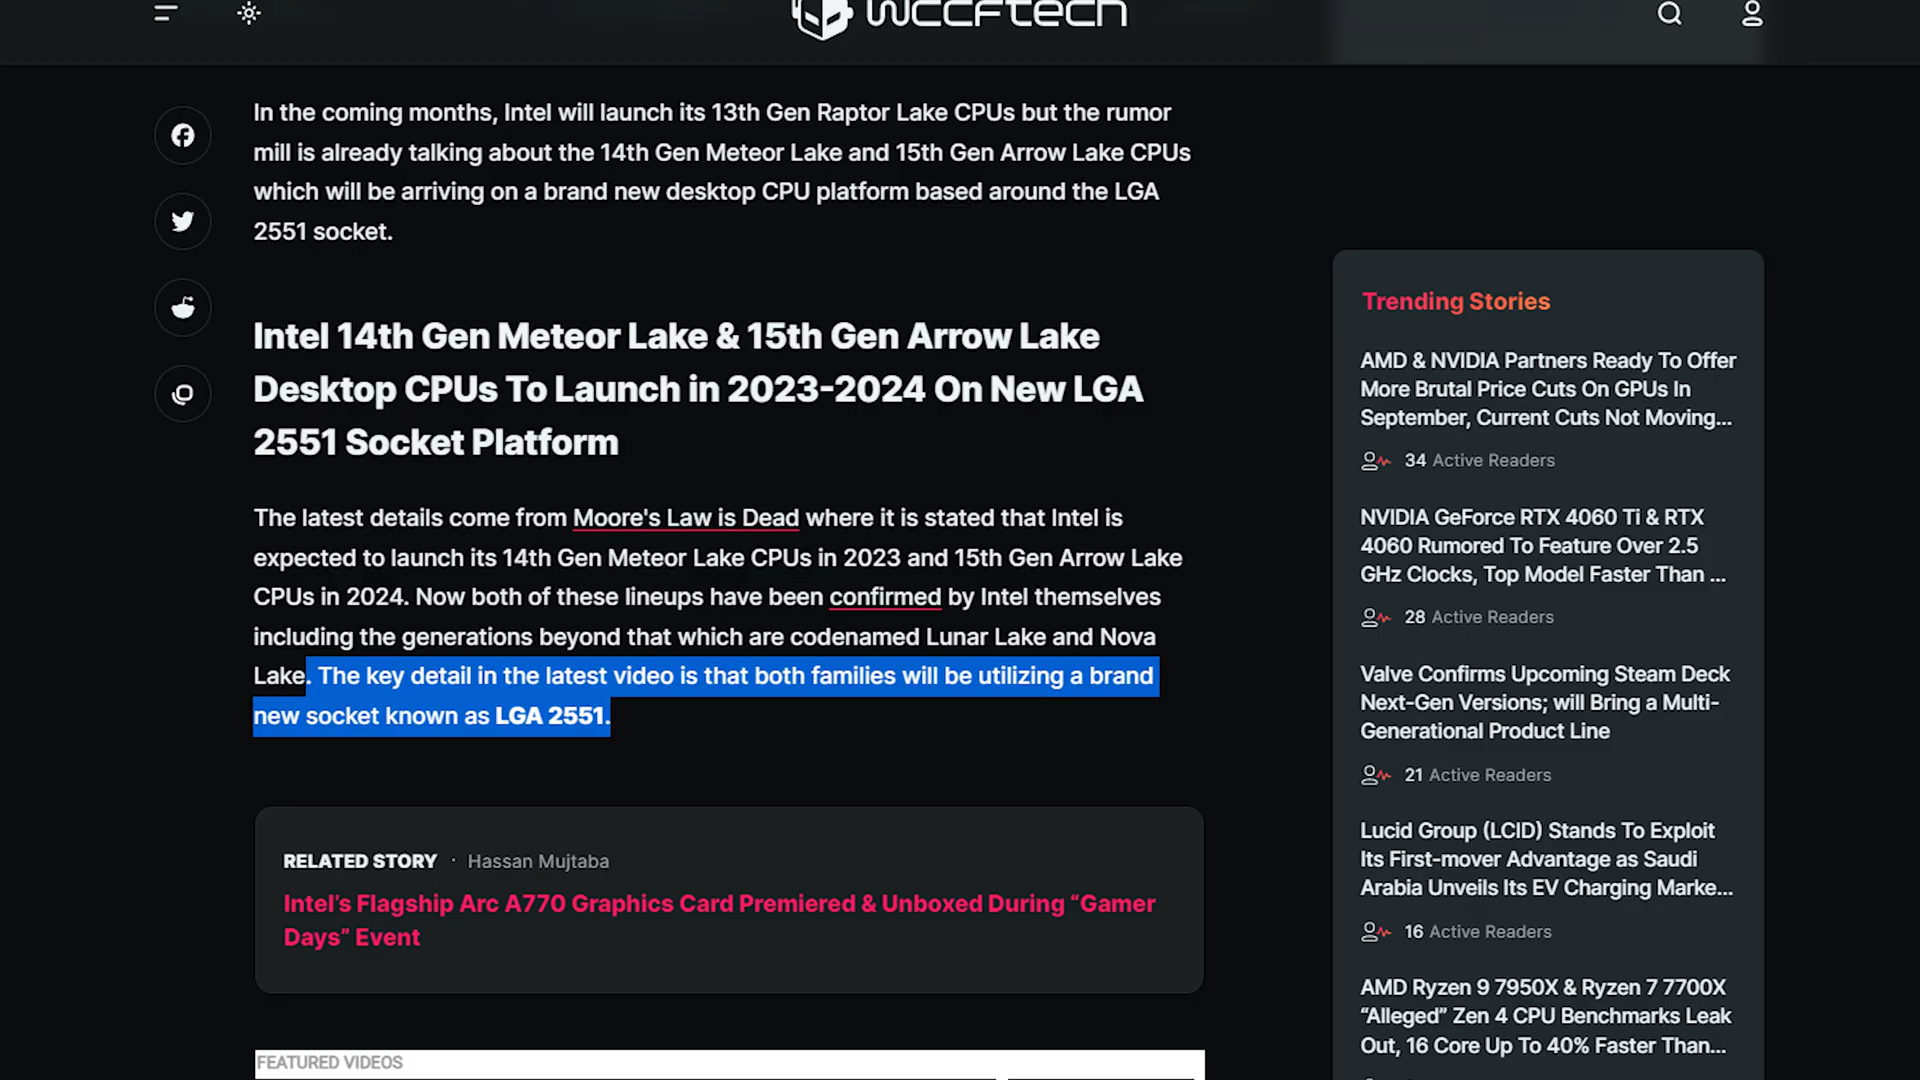 wccftech
In the coming months, Intel will launch its 13th Gen Raptor Lake CPUs but the rumor
mill is already talking about the 14th Gen Meteor Lake and 15th Gen Arrow Lake CPUs
which will be arriving on a brand new desktop CPU platform based around the LGA
2551 socket.
Intel 14th Gen Meteor Lake & 15th Gen Arrow Lake
Desktop CPUs To Launch in 2023-2024 On New LGA
2551 Socket Platform
The latest details come from Moore's Law is Dead where it is stated that Intel is
expected to launch its 14th Gen Meteor Lake CPUs in 2023 and 15th Gen Arrow Lake
CPUs in 2024. Now both of these lineups have been confirmed by Intel themselves
including the generations beyond that which are codenamed Lunar Lake and Nova
Lake. The key detail in the latest video is that both families will be utilizing a brand
new socket known as LGA 2551.
RELATED STORY · Hassan Mujtaba
Intel’s Flagship Arc A770 Graphics Card Premiered & Unboxed During “Gamer
Days” Event
FEATURED VIDEOS
Trending Stories
AMD & NVIDIA Partners Ready To Offer
More Brutal Price Cuts On GPUs In
September, Current Cuts Not Moving...
34 Active Readers
NVIDIA GeForce RTX 4060 Ti & RTX
4060 Rumored To Feature Over 2.5
GHz Clocks, Top Model Faster Than ...
28 Active Readers
Valve Confirms Upcoming Steam Deck
Next-Gen Versions; will Bring a Multi-
Generational Product Line
21 Active Readers
Lucid Group (LCID) Stands To Exploit
Its First-mover Advantage as Saudi
Arabia Unveils Its EV Charging Marke...
16 Active Readers
AMD Ryzen 9 7950X & Ryzen 7 7700X
“Alleged” Zen 4 CPU Benchmarks Leak
Out, 16 Core Up To 40% Faster Than...